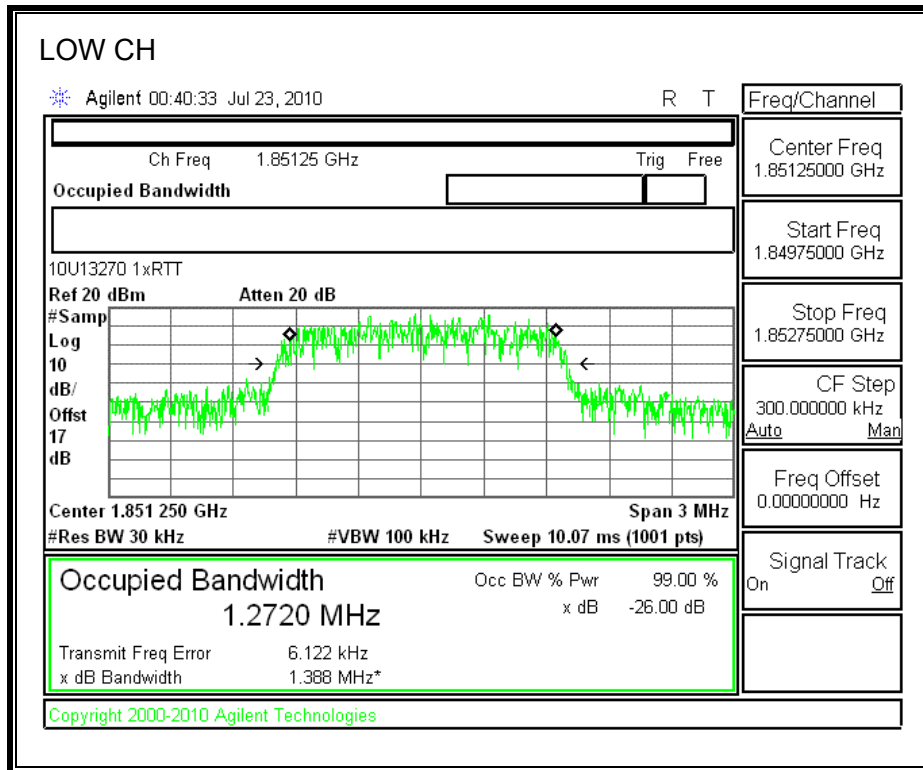 LOW CH
Agilent 00:40:33 Jul 23, 2010 R T
Freq/Channel
Ch Freq 1.85125 GHz Trig Free
Occupied Bandwidth
10U13270 1xRTT
Ref 20 dBm Atten 20 dB
#Samp
Log
10
dB/
Offst
17
dB
Center 1.851 250 GHz Span 3 MHz
#Res BW 30 kHz #VBW 100 kHz Sweep 10.07 ms (1001 pts)
Occupied Bandwidth Occ BW % Pwr 99.00 %
1.2720 MHz x dB -26.00 dB
Transmit Freq Error 6.122 kHz
x dB Bandwidth 1.388 MHz*
Copyright 2000-2010 Agilent Technologies
Center Freq
1.85125000 GHz
Start Freq
1.84975000 GHz
Stop Freq
1.85275000 GHz
CF Step
300.000000 kHz
Auto Man
Freq Offset
0.00000000 Hz
Signal Track
On Off